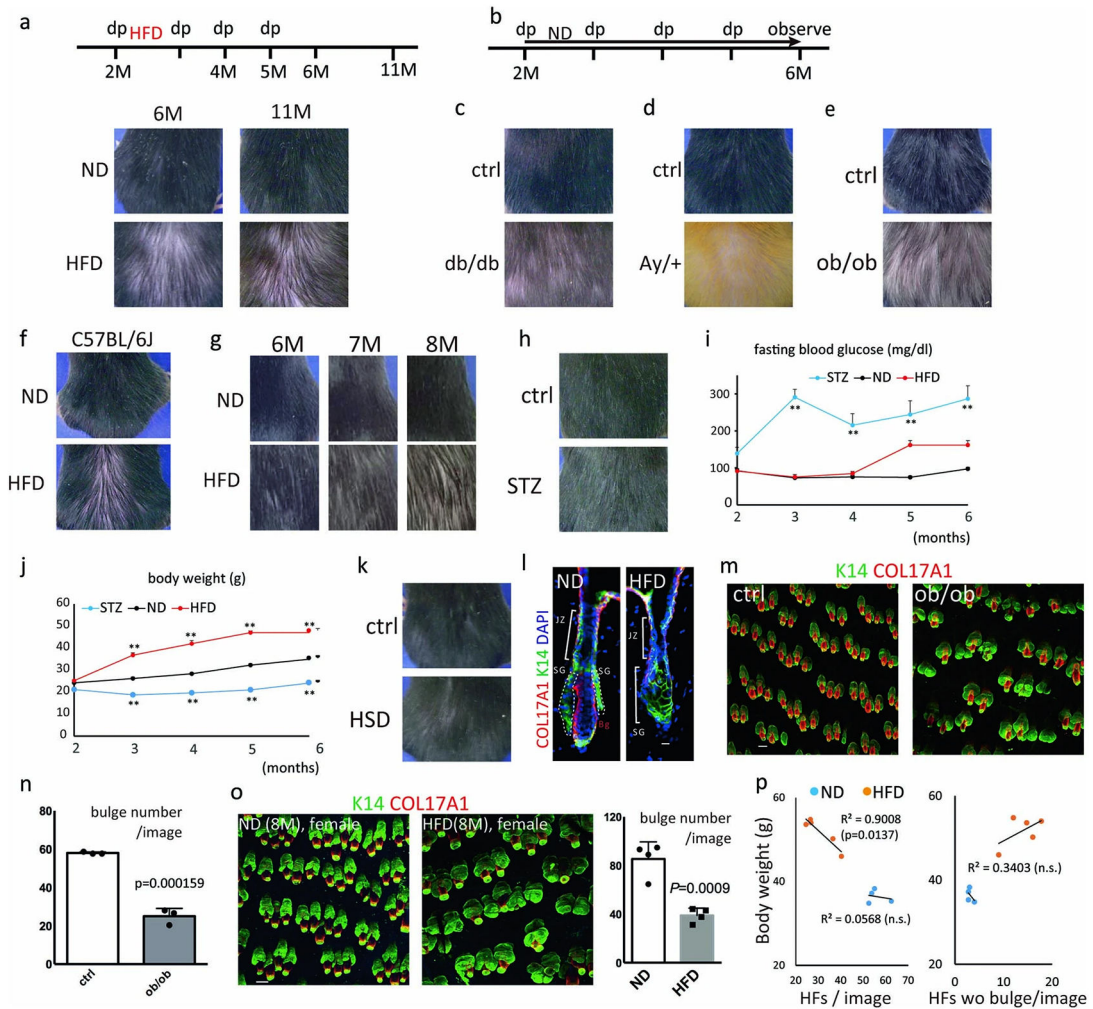 a
dp HFD dp dp dp
2M 4M 5M 6M 11M
b
dp ND dp dp dp observe
2M 6M
6M 11M
ND
HFD
c
ctrl
db/db
d
ctrl
Ay/+
e
ctrl
ob/ob
f
C57BL/6J
ND
HFD
g
6M 7M 8M
ND
HFD
h
ctrl
STZ
i
fasting blood glucose (mg/dl)
STZ ND HFD
300
200
100
0
** ** ** **
2 3 4 5 6
(months)
j
body weight (g)
STZ ND HFD
60
50
40
30
20
10
0
** ** ** **
** ** ** **
2 3 4 5 6
(months)
k
ctrl
HSD
l
COL17A1 K14 DAPI
ND HFD
JZ JZ
SG SG
Bg
SG
m
K14 COL17A1
ctrl ob/ob
n
bulge number
/image
80
60
40
20
0
p=0.000159
ctrl ob/ob
o
K14 COL17A1
ND (8M), female HFD(8M), female
bulge number
/image
120
80
40
0
P=0.0009
ND HFD
p
ND HFD
Body weight (g)
60
40
20
R² = 0.9008
(p=0.0137)
R² = 0.0568 (n.s.)
20 30 40 50 60 70
HFs / image
60
40
20
R² = 0.3403 (n.s.)
0 5 10 15 20
HFs wo bulge/image